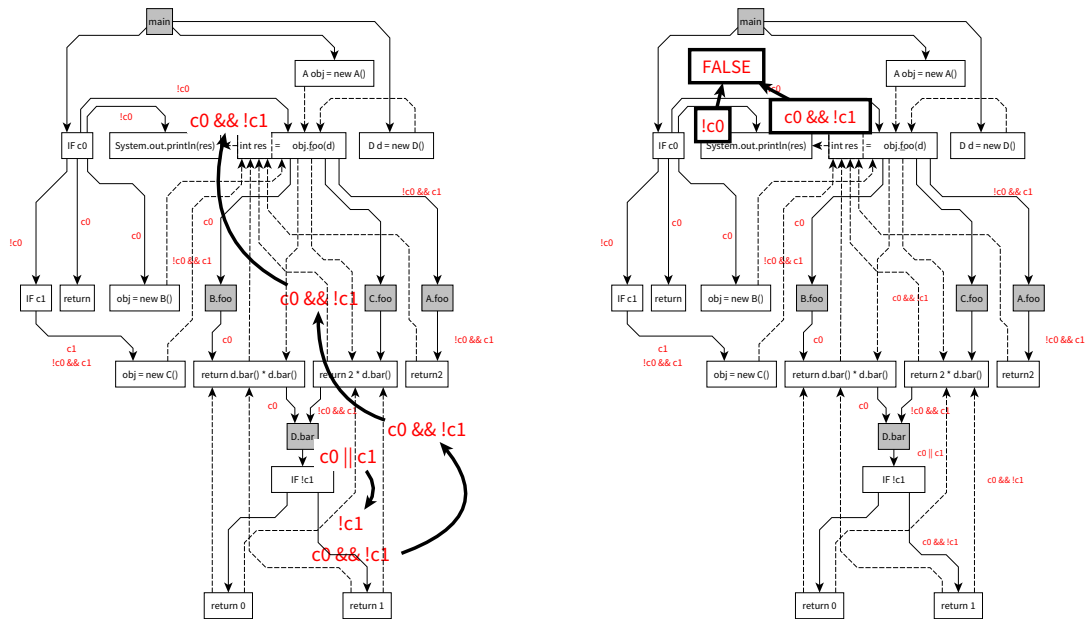 main
A obj = new A()
!c0
!c0
c0 && !c1
IF c0
System.out.println(res)
int res = obj.foo(d)
D d = new D()
!c0 && c1
!c0
c0
c0
c0
!c0 && c1
IF c1
return
obj = new B()
B.foo
c0 && !c1
C.foo
A.foo
c1
!c0 && c1
c0
!c0 && c1
obj = new C()
return d.bar() * d.bar()
return 2 * d.bar()
return2
c0
!c0 && c1
D.bar
c0 && !c1
c0 || c1
IF !c1
!c1
c0 && !c1
return 0
return 1
main
FALSE
A obj = new A()
c0
!c0
c0 && !c1
IF c0
System.out.println(res)
int res = obj.foo(d)
D d = new D()
!c0 && c1
!c0
c0
c0
c0
!c0 && c1
IF c1
return
obj = new B()
B.foo
c0 && !c1
C.foo
A.foo
c1
!c0 && c1
c0
!c0 && c1
obj = new C()
return d.bar() * d.bar()
return 2 * d.bar()
return2
c0
!c0 && c1
D.bar
c0 || c1
IF !c1
c0 && !c1
c0 && !c1
return 0
return 1